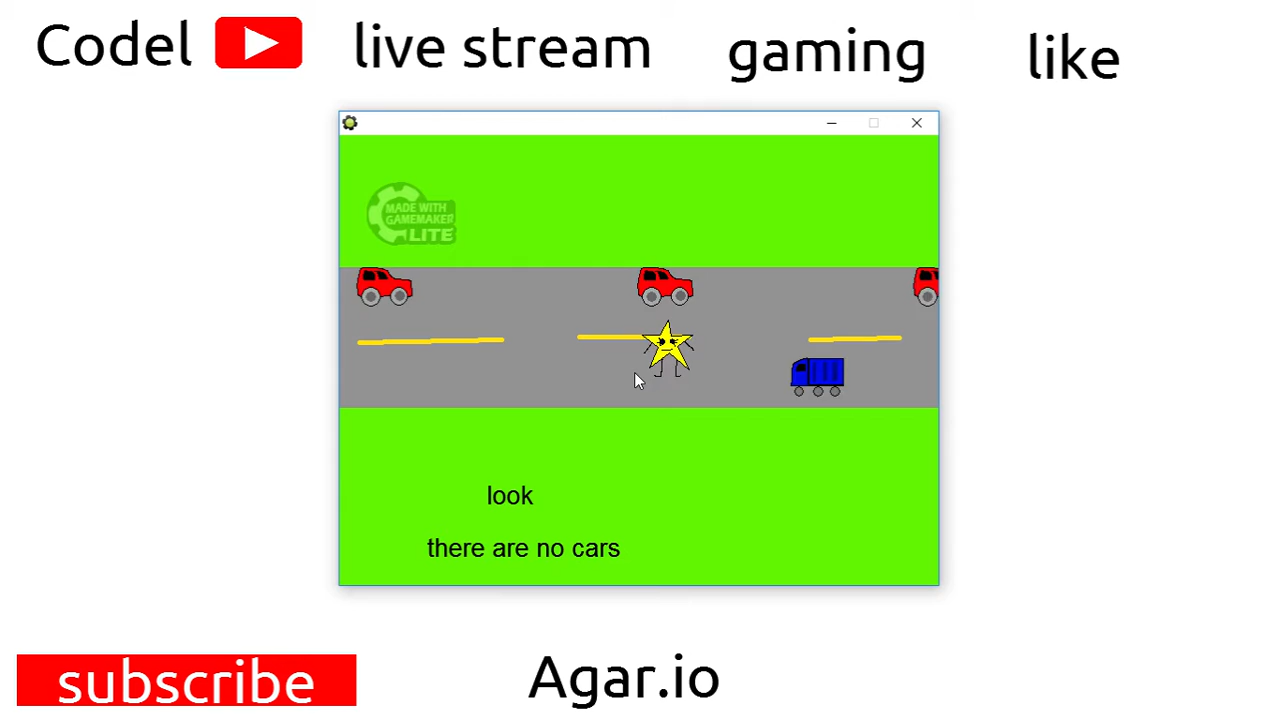 Codel live stream gaming like
MADE WITH
GAMEMAKER
LITE
look
there are no cars
subscribe Agar.io